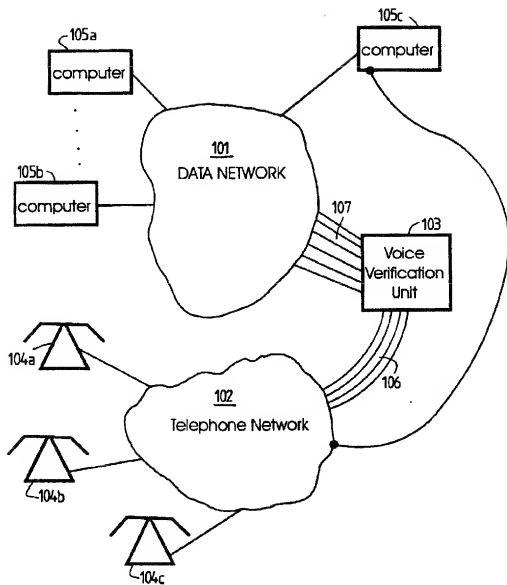 105a
computer
105c
computer
101
DATA NETWORK
105b
computer
107
103
Voice
Verification
Unit
104a
106
102
Telephone Network
104b
104c